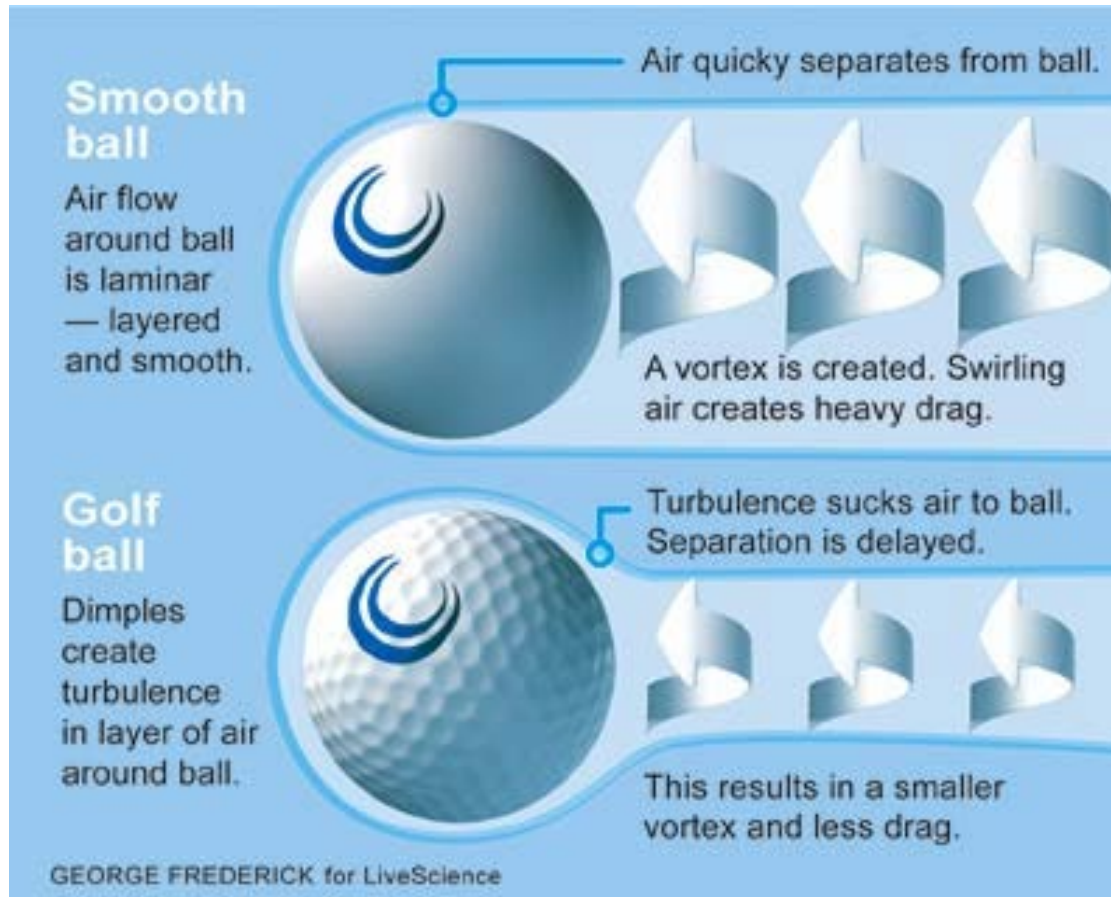 Smooth
ball
Air flow
around ball
is laminar
— layered
and smooth.
Air quicky separates from ball.
A vortex is created. Swirling
air creates heavy drag.
Golf
ball
Dimples
create
turbulence
in layer of air
around ball.
Turbulence sucks air to ball.
Separation is delayed.
This results in a smaller
vortex and less drag.
GEORGE FREDERICK for LiveScience